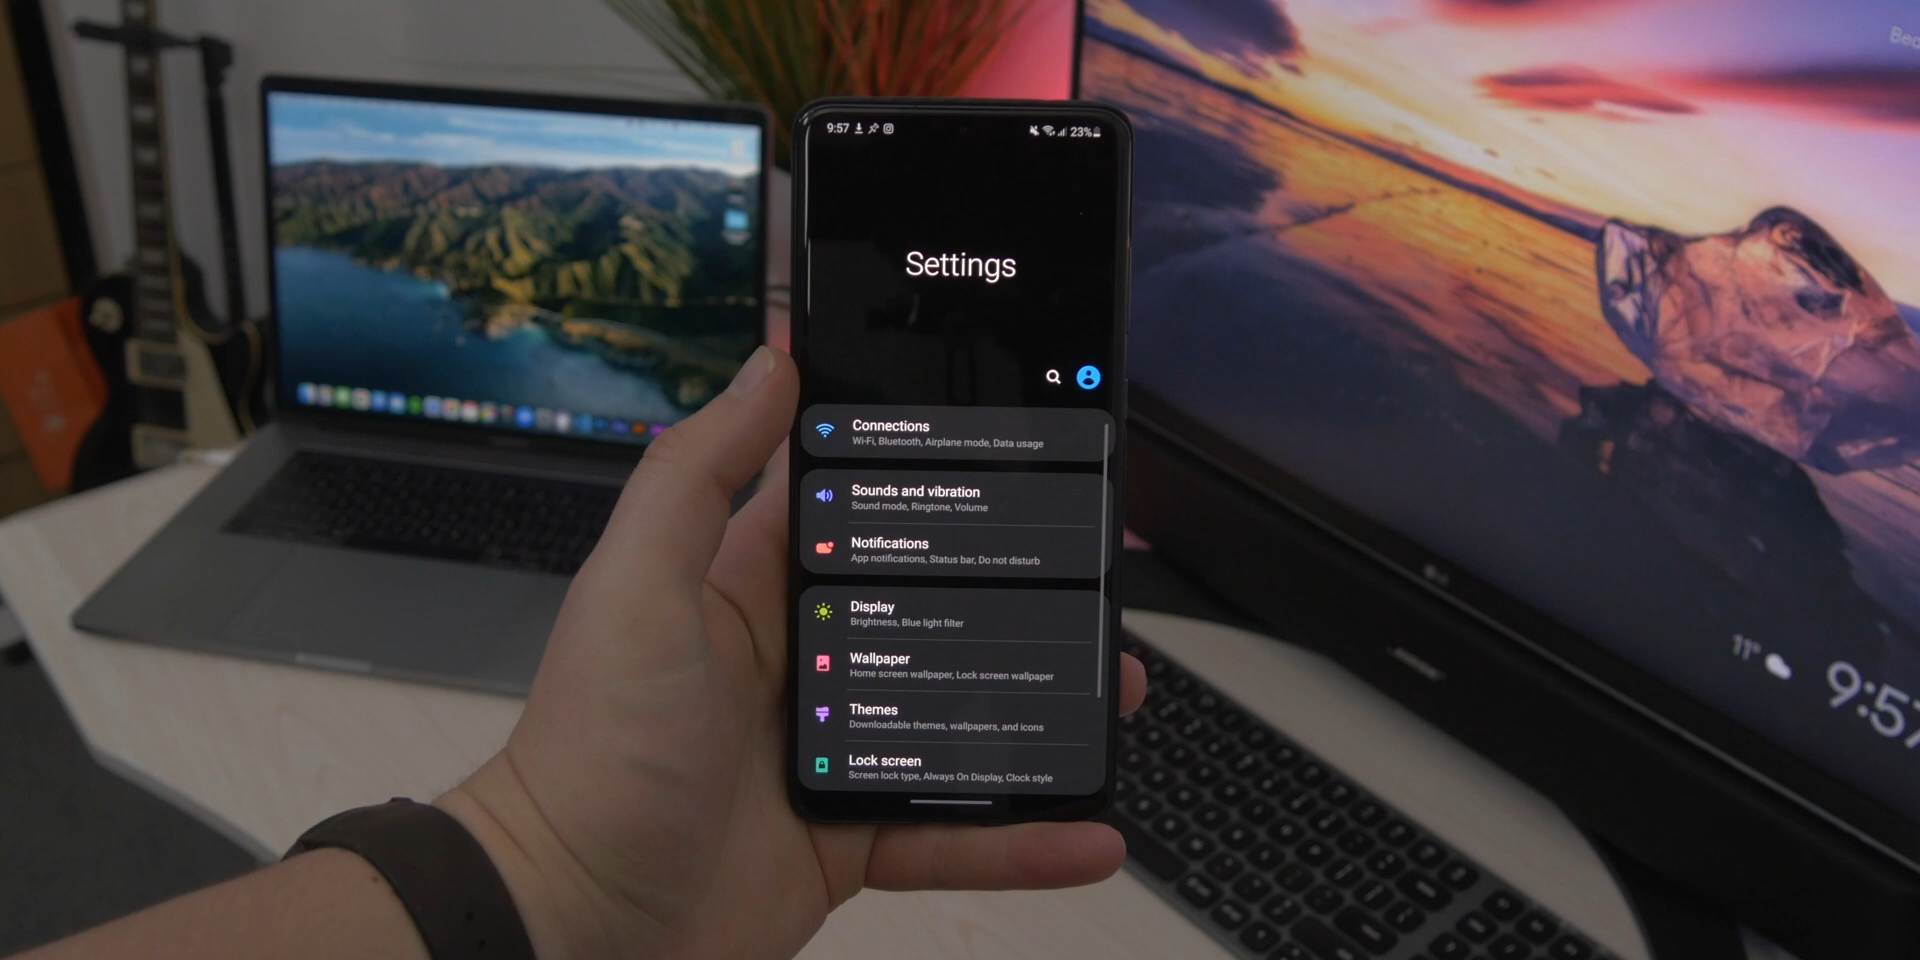 9:57
23%
Settings
Connections
Wi-Fi, Bluetooth, Airplane mode, Data usage
Sounds and vibration
Sound mode, Ringtone, Volume
Notifications
App notifications, Status bar, Do not disturb
Display
Brightness, Blue light filter
Wallpaper
Home screen wallpaper, Lock screen wallpaper
Themes
Downloadable themes, wallpapers, and icons
Lock screen
Screen lock type, Always On Display, Clock style
11°
9:57